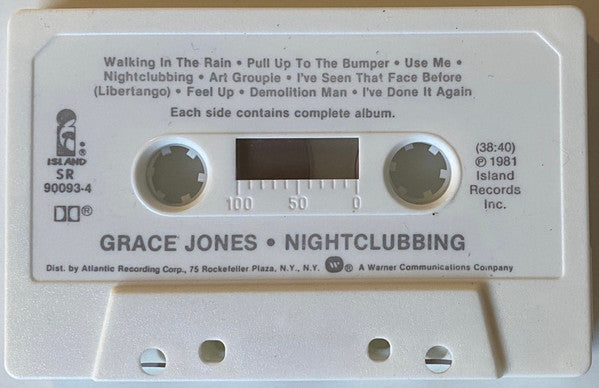 Walking In The Rain • Pull Up To The Bumper • Use Me •
Nightclubbing • Art Groupie • I've Seen That Face Before
(Libertango) • Feel Up • Demolition Man • I've Done It Again
Each side contains complete album.
ISLAND
SR
90093-4
(38:40)
℗ 1981
Island
Records
Inc.
100 50 0
GRACE JONES • NIGHTCLUBBING
Dist. by Atlantic Recording Corp., 75 Rockefeller Plaza, N.Y., N.Y. W® A Warner Communications Company